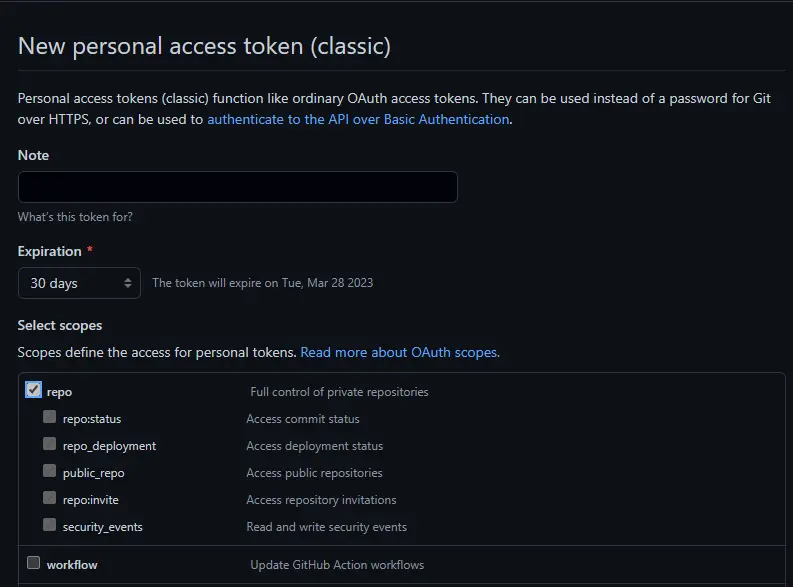 New personal access token (classic)
Personal access tokens (classic) function like ordinary OAuth access tokens. They can be used instead of a password for Git
over HTTPS, or can be used to authenticate to the API over Basic Authentication.
Note
What's this token for?
Expiration *
30 days The token will expire on Tue, Mar 28 2023
Select scopes
Scopes define the access for personal tokens. Read more about OAuth scopes.
repo Full control of private repositories
repo:status Access commit status
repo_deployment Access deployment status
public_repo Access public repositories
repo:invite Access repository invitations
security_events Read and write security events
workflow Update GitHub Action workflows